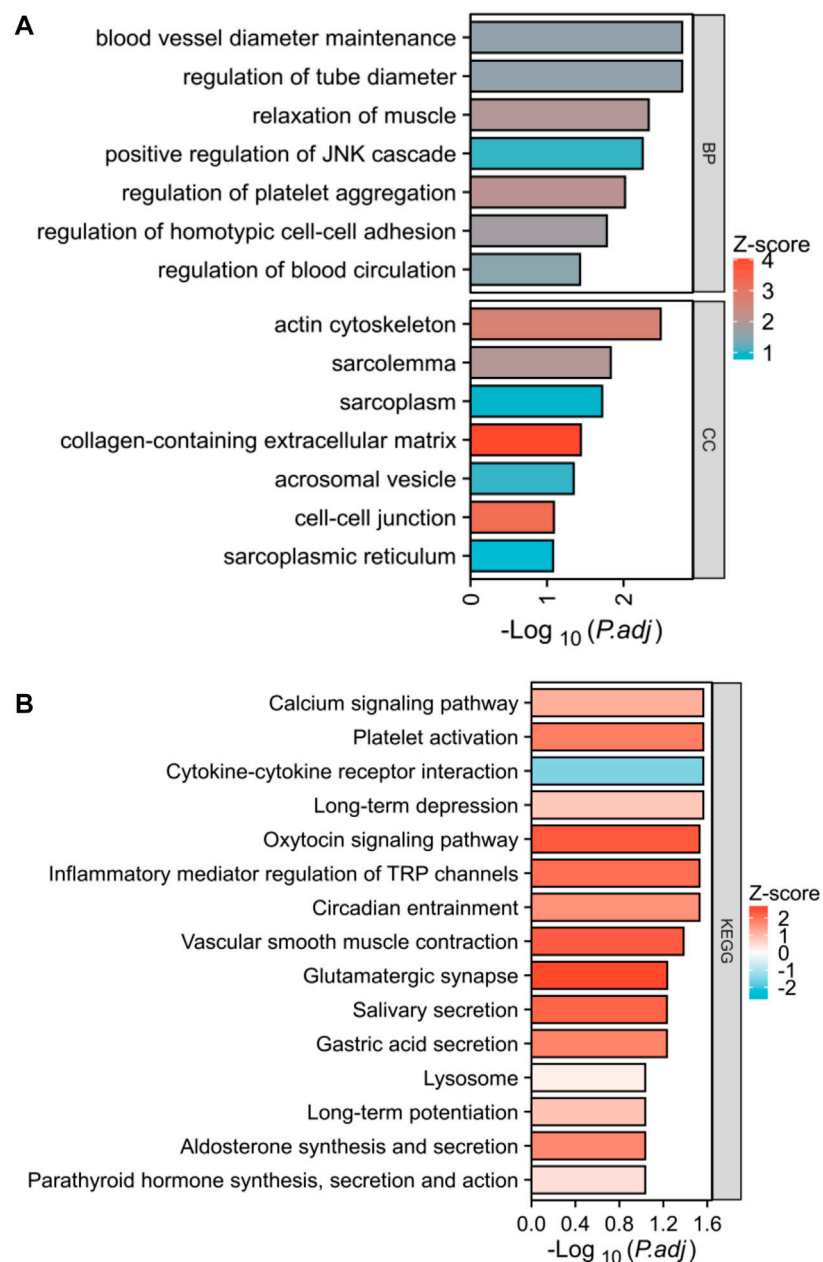 A
blood vessel diameter maintenance
regulation of tube diameter
relaxation of muscle
positive regulation of JNK cascade
regulation of platelet aggregation
regulation of homotypic cell-cell adhesion
regulation of blood circulation
BP
actin cytoskeleton
sarcolemma
sarcoplasm
collagen-containing extracellular matrix
acrosomal vesicle
cell-cell junction
sarcoplasmic reticulum
CC
0 1 2
-Log 10 (P.adj)
Z-score
4
3
2
1
B
Calcium signaling pathway
Platelet activation
Cytokine-cytokine receptor interaction
Long-term depression
Oxytocin signaling pathway
Inflammatory mediator regulation of TRP channels
Circadian entrainment
Vascular smooth muscle contraction
Glutamatergic synapse
Salivary secretion
Gastric acid secretion
Lysosome
Long-term potentiation
Aldosterone synthesis and secretion
Parathyroid hormone synthesis, secretion and action
KEGG
0.0 0.4 0.8 1.2 1.6
-Log 10 (P.adj)
Z-score
2
1
0
-1
-2